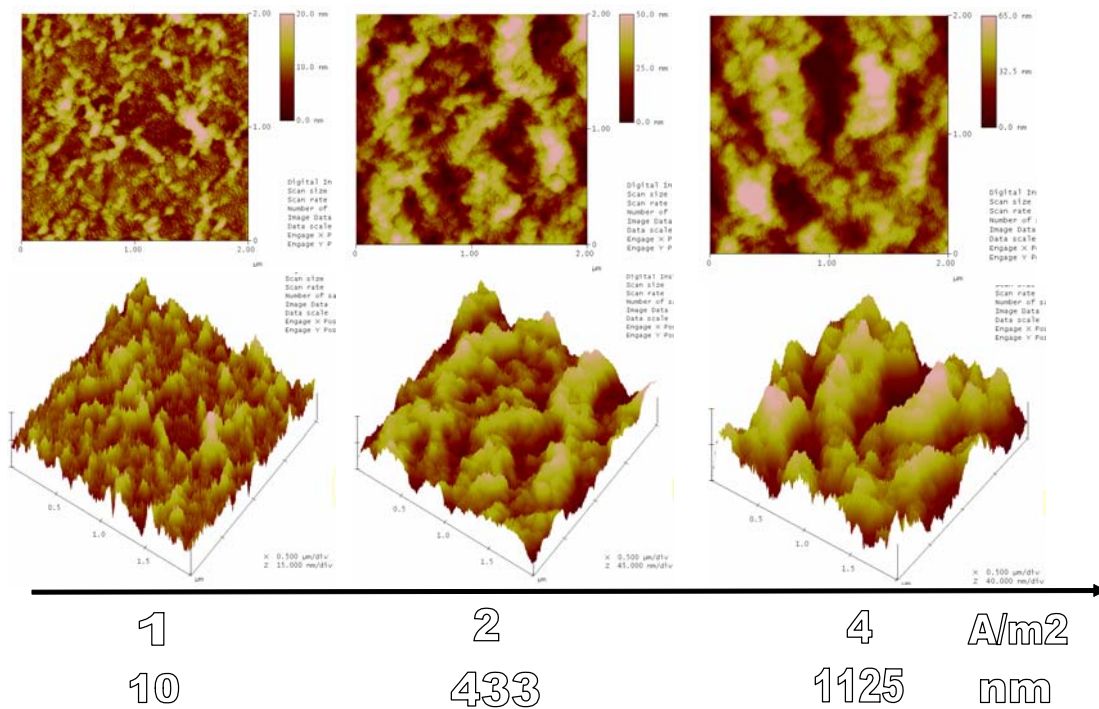 2.00
20.0 nm
10.0 nm
0.0 nm
1.00
0
0 1.00 2.00
µm
Digital In
Scan size
Scan rate
Number of
Image Data
Data scale
Engage X P
Engage Y P
2.00
50.0 nm
25.0 nm
0.0 nm
1.00
0
0 1.00 2.00
µm
Digital In
Scan size
Scan rate
Number of
Image Data
Data scale
Engage X P
Engage Y P
2.00
65.0 nm
32.5 nm
0.0 nm
1.00
0
0 1.00 2.00
µm
Digital In
Scan size
Scan rate
Number of
Image Data
Data scale
Engage X P
Engage Y P
Scan size
Scan rate
Number of sa
Image Data
Data scale
Engage X Pos
Engage Y Pos
0.5
1.0
1.5
µm
X 0.500 µm/div
Z 15.000 nm/div
Digital Ins
Scan size
Scan rate
Number of s
Image Data
Data scale
Engage X Pos
Engage Y Pos
0.5
1.0
1.5
µm
X 0.500 µm/div
Z 45.000 nm/div
Scan rate
Number of s
Image Data
Data scale
Engage X Pos
Engage Y Pos
0.5
1.0
1.5
X 0.500 µm/div
Z 40.000 nm/div
1 2 4 A/m2
10 433 1125 nm